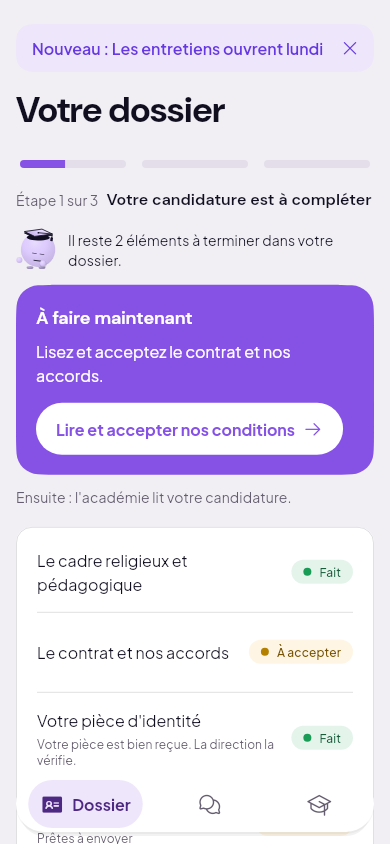 Nouveau : Les entretiens ouvrent lundi
Votre dossier
Étape 1 sur 3 Votre candidature est à compléter
Il reste 2 éléments à terminer dans votre
dossier.
À faire maintenant
Lisez et acceptez le contrat et nos
accords.
Lire et accepter nos conditions
Ensuite : l'académie lit votre candidature.
Le cadre religieux et
pédagogique
Fait
Le contrat et nos accords
À accepter
Votre pièce d'identité
Votre pièce est bien reçue. La direction la
vérifie.
Fait
Dossier
Prêtes à envoyer